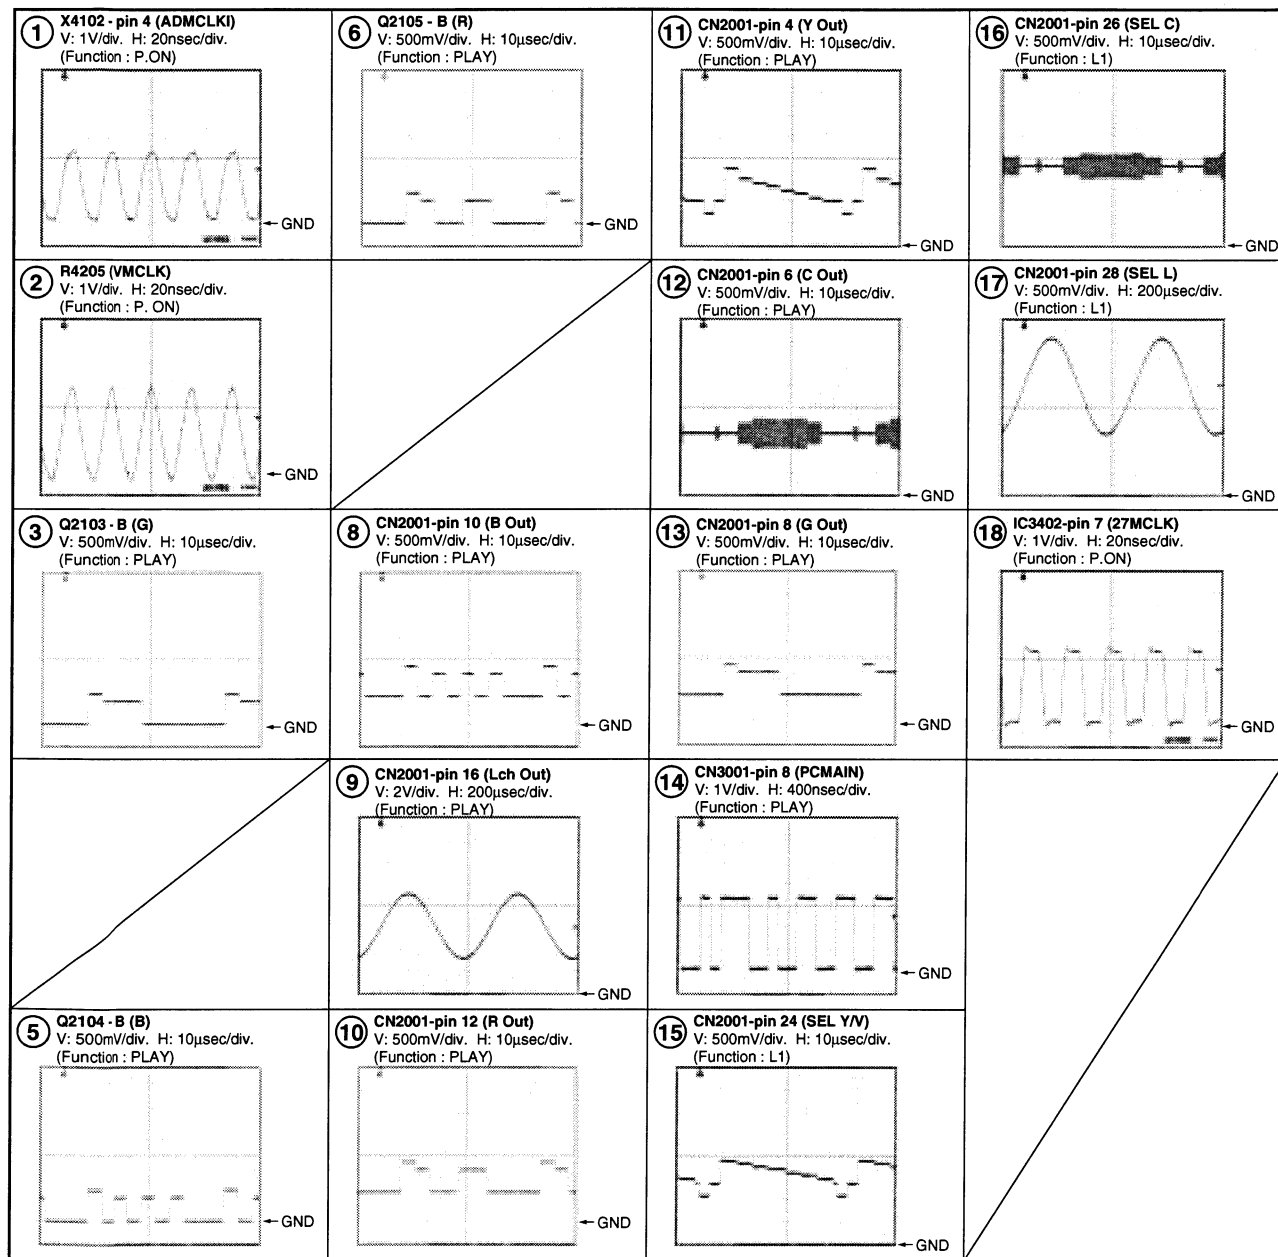 1
X4102 - pin 4 (ADMCLKI)
V: 1V/div. H: 20nsec/div.
(Function : P.ON)
GND
2
R4205 (VMCLK)
V: 1V/div. H: 20nsec/div.
(Function : P. ON)
GND
3
Q2103 - B (G)
V: 500mV/div. H: 10µsec/div.
(Function : PLAY)
GND
5
Q2104 - B (B)
V: 500mV/div. H: 10µsec/div.
(Function : PLAY)
GND
6
Q2105 - B (R)
V: 500mV/div. H: 10µsec/div.
(Function : PLAY)
GND
8
CN2001-pin 10 (B Out)
V: 500mV/div. H: 10µsec/div.
(Function : PLAY)
GND
9
CN2001-pin 16 (Lch Out)
V: 2V/div. H: 200µsec/div.
(Function : PLAY)
GND
10
CN2001-pin 12 (R Out)
V: 500mV/div. H: 10µsec/div.
(Function : PLAY)
GND
11
CN2001-pin 4 (Y Out)
V: 500mV/div. H: 10µsec/div.
(Function : PLAY)
GND
12
CN2001-pin 6 (C Out)
V: 500mV/div. H: 10µsec/div.
(Function : PLAY)
GND
13
CN2001-pin 8 (G Out)
V: 500mV/div. H: 10µsec/div.
(Function : PLAY)
GND
14
CN3001-pin 8 (PCMAIN)
V: 1V/div. H: 400nsec/div.
(Function : PLAY)
GND
15
CN2001-pin 24 (SEL Y/V)
V: 500mV/div. H: 10µsec/div.
(Function : L1)
GND
16
CN2001-pin 26 (SEL C)
V: 500mV/div. H: 10µsec/div.
(Function : L1)
GND
17
CN2001-pin 28 (SEL L)
V: 500mV/div. H: 200µsec/div.
(Function : L1)
GND
18
IC3402-pin 7 (27MCLK)
V: 1V/div. H: 20nsec/div.
(Function : P.ON)
GND